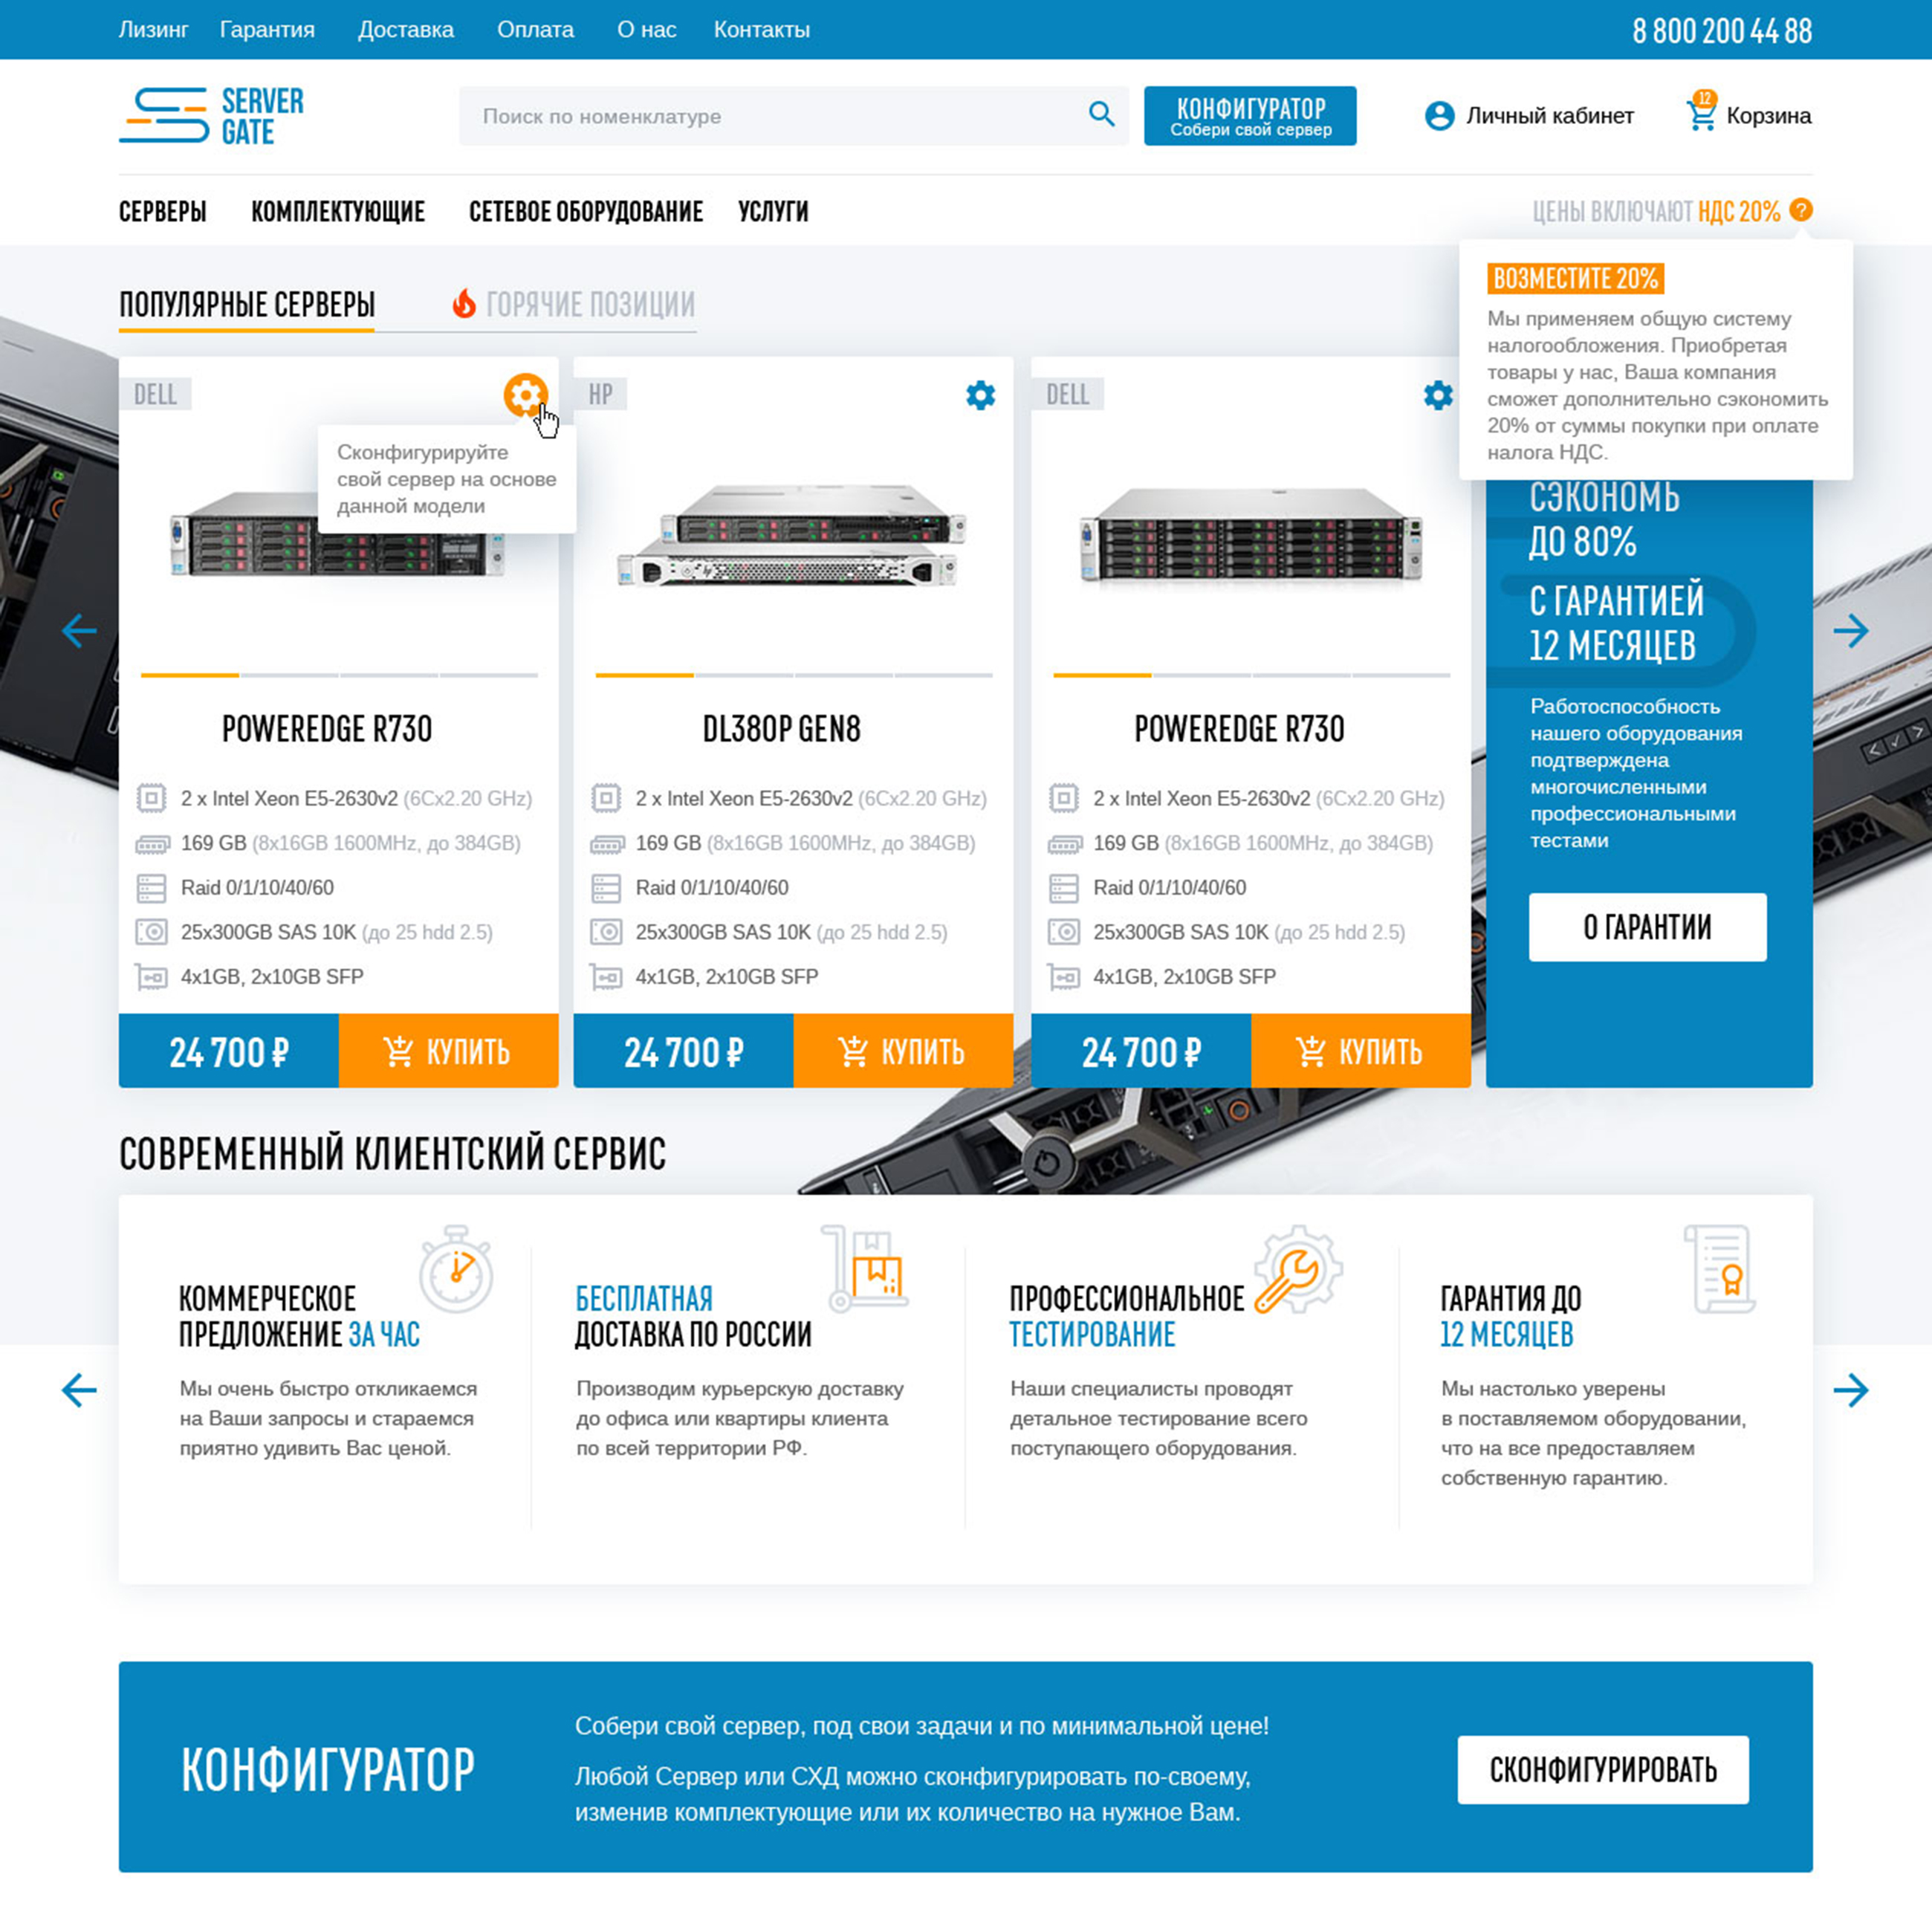 Лизинг Гарантия Доставка Оплата О нас Контакты 8 800 200 44 88
SERVER
GATE
Поиск по номенклатуре
КОНФИГУРАТОР
Собери свой сервер
Личный кабинет
12
Корзина
СЕРВЕРЫ КОМПЛЕКТУЮЩИЕ СЕТЕВОЕ ОБОРУДОВАНИЕ УСЛУГИ
ЦЕНЫ ВКЛЮЧАЮТ НДС 20% ?
ВОЗМЕСТИТЕ 20%
Мы применяем общую систему
налогообложения. Приобретая
товары у нас, Ваша компания
сможет дополнительно сэкономить
20% от суммы покупки при оплате
налога НДС.
ПОПУЛЯРНЫЕ СЕРВЕРЫ ГОРЯЧИЕ ПОЗИЦИИ
DELL
Сконфигурируйте
свой сервер на основе
данной модели
POWEREDGE R730
2 x Intel Xeon E5-2630v2 (6Cx2.20 GHz)
169 GB (8x16GB 1600MHz, до 384GB)
Raid 0/1/10/40/60
25x300GB SAS 10K (до 25 hdd 2.5)
4x1GB, 2x10GB SFP
24 700 ₽ КУПИТЬ
HP
DL380P GEN8
2 x Intel Xeon E5-2630v2 (6Cx2.20 GHz)
169 GB (8x16GB 1600MHz, до 384GB)
Raid 0/1/10/40/60
25x300GB SAS 10K (до 25 hdd 2.5)
4x1GB, 2x10GB SFP
24 700 ₽ КУПИТЬ
DELL
POWEREDGE R730
2 x Intel Xeon E5-2630v2 (6Cx2.20 GHz)
169 GB (8x16GB 1600MHz, до 384GB)
Raid 0/1/10/40/60
25x300GB SAS 10K (до 25 hdd 2.5)
4x1GB, 2x10GB SFP
24 700 ₽ КУПИТЬ
СЭКОНОМЬ
ДО 80%
С ГАРАНТИЕЙ
12 МЕСЯЦЕВ
Работоспособность
нашего оборудования
подтверждена
многочисленными
профессиональными
тестами
О ГАРАНТИИ
СОВРЕМЕННЫЙ КЛИЕНТСКИЙ СЕРВИС
КОММЕРЧЕСКОЕ
ПРЕДЛОЖЕНИЕ ЗА ЧАС
Мы очень быстро откликаемся
на Ваши запросы и стараемся
приятно удивить Вас ценой.
БЕСПЛАТНАЯ
ДОСТАВКА ПО РОССИИ
Производим курьерскую доставку
до офиса или квартиры клиента
по всей территории РФ.
ПРОФЕССИОНАЛЬНОЕ
ТЕСТИРОВАНИЕ
Наши специалисты проводят
детальное тестирование всего
поступающего оборудования.
ГАРАНТИЯ ДО
12 МЕСЯЦЕВ
Мы настолько уверены
в поставляемом оборудовании,
что на все предоставляем
собственную гарантию.
КОНФИГУРАТОР
Собери свой сервер, под свои задачи и по минимальной цене!
Любой Сервер или СХД можно сконфигурировать по-своему,
изменив комплектующие или их количество на нужное Вам.
СКОНФИГУРИРОВАТЬ